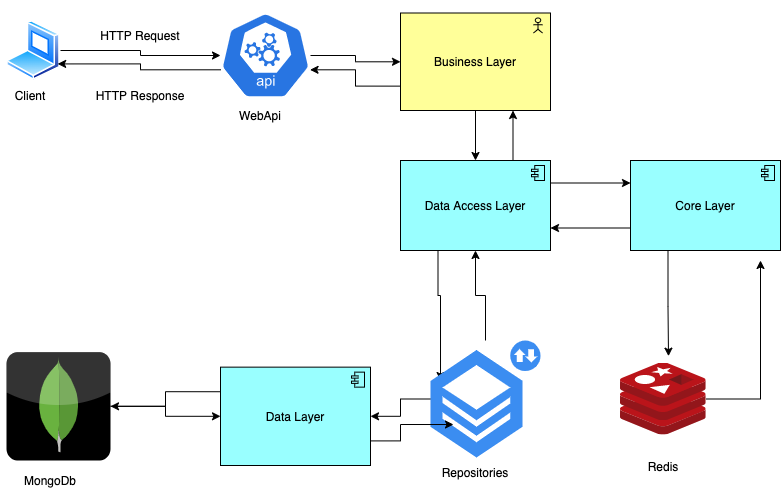 HTTP Request
Client
HTTP Response
api
WebApi
Business Layer
Data Access Layer
Core Layer
MongoDb
Data Layer
Repositories
Redis